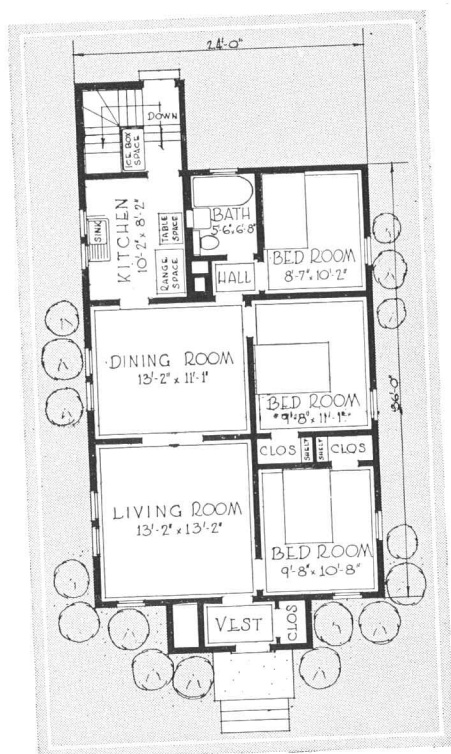 24'-0"
DOWN
ICE BOX
SPACE
KITCHEN
10'-2" x 8'-2"
SINK
TABLE
SPACE
RANGE
SPACE
BATH
5'-6" 6'-8"
BED ROOM
8'-7" x 10'-2"
HALL
DINING ROOM
13'-2" x 11'-1"
BED ROOM
9'-8" x 11'-1"
36'-0"
CLOS
SHELF
SHELF
CLOS
LIVING ROOM
13'-2" x 13'-2"
BED ROOM
9'-8" x 10'-8"
VEST
CLOS